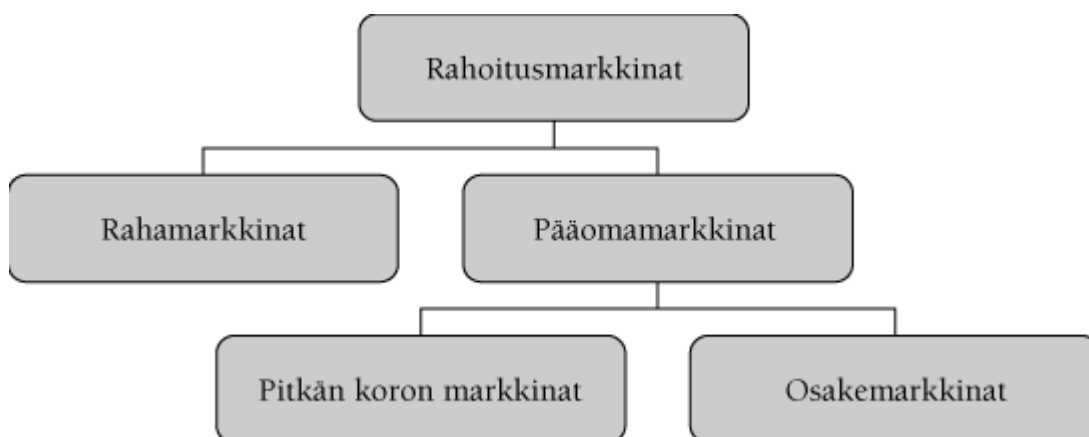 Rahoitusmarkkinat
Rahamarkkinat
Pääomamarkkinat
Pitkän koron markkinat
Osakemarkkinat